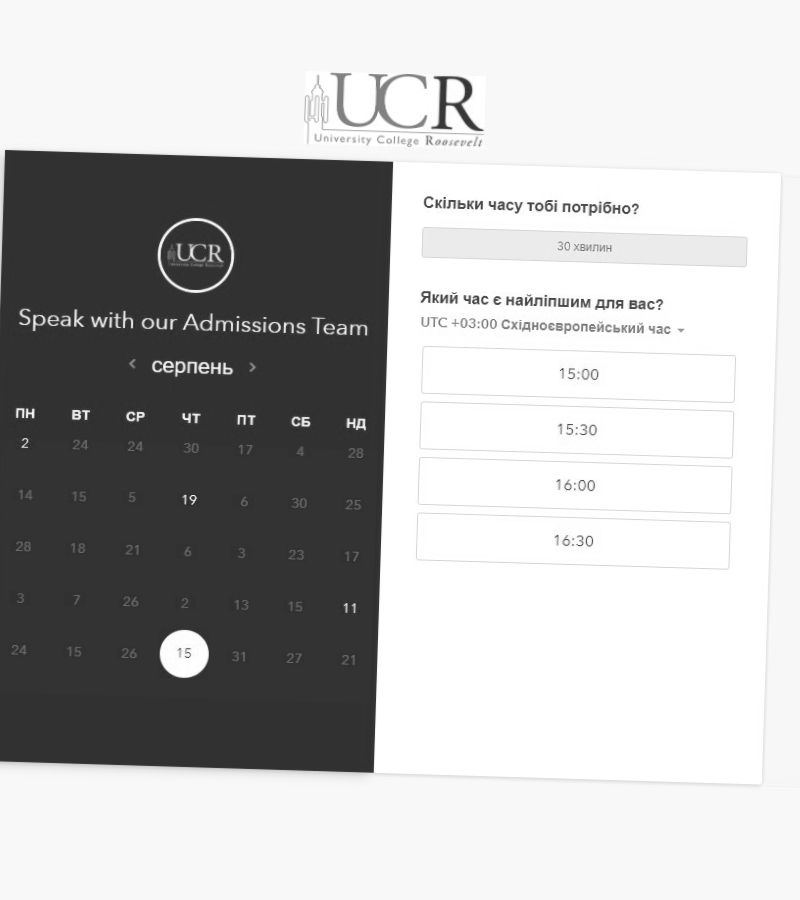 UCR
University College Roosevelt
UCR
University College Roosevelt
Speak with our Admissions Team
серпень
ПН ВТ СР ЧТ ПТ СБ НД
2 24 24 30 17 4 28
14 15 5 19 6 30 25
28 18 21 6 3 23 17
3 7 26 2 13 15 11
24 15 26 15 31 27 21
Скільки часу тобі потрібно?
30 хвилин
Який час є найліпшим для вас?
UTC +03:00 Східноєвропейський час
15:00
15:30
16:00
16:30